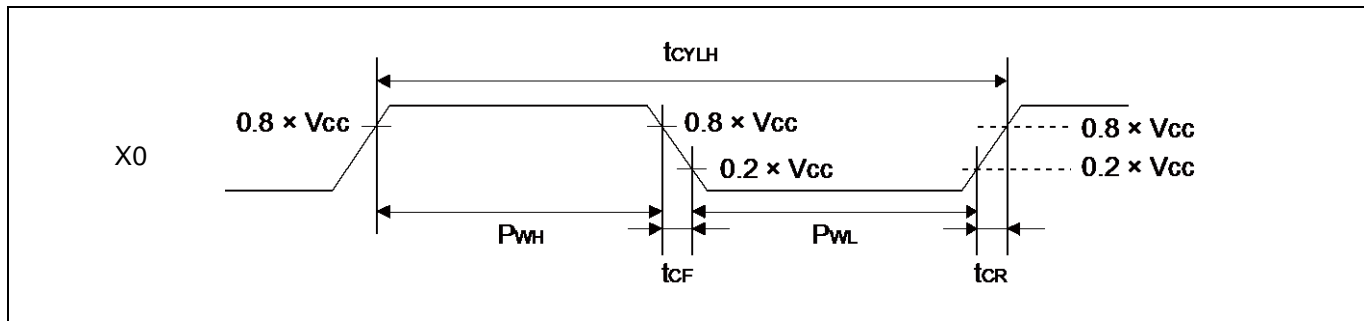 tCYLH
0.8 × Vcc
0.8 × Vcc
0.8 × Vcc
X0
0.2 × Vcc
0.2 × Vcc
PWH
PWL
tCF
tCR